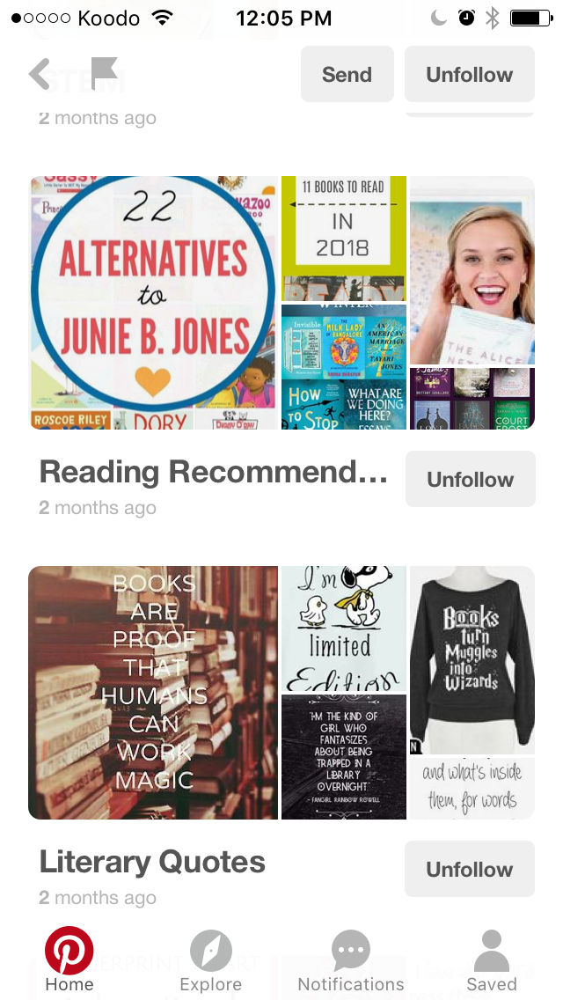 Koodo
12:05 PM
STEM
Send
Unfollow
2 months ago
22
ALTERNATIVES
to
JUNIE B. JONES
ROSCOE RILEY
DORY
11 BOOKS TO READ
IN
2018
READ
WINTER
Invisible
THE
MILK LADY
OF
BANGALORE
AN
AMERICAN
MARRIAGE
TAYARI
JONES
HOW
TO STOP
WHAT ARE
WE DOING
HERE?
ESSAYS
THE ALICE
COURT
FROST
Reading Recommend...
Unfollow
2 months ago
BOOKS
ARE
PROOF
THAT
HUMANS
CAN
WORK
MAGIC
I'm
limited
Edition
"I'M THE KIND OF
GIRL WHO
FANTASIZES
ABOUT BEING
TRAPPED IN A
LIBRARY
OVERNIGHT."
- FANGIRL, RAINBOW ROWELL
Books
turn
Muggles
into
Wizards
and what's inside
them, for words
Literary Quotes
Unfollow
2 months ago
Home
Explore
Notifications
Saved